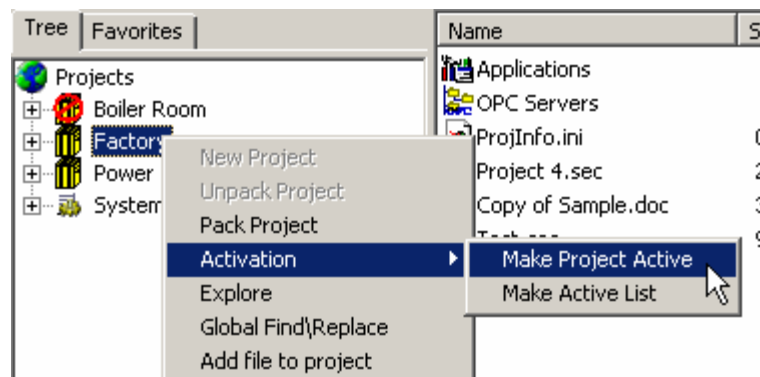 Tree Favorites
Projects
Boiler Room
Factory
Power
System
New Project
Unpack Project
Pack Project
Activation
Explore
Global Find\Replace
Add file to project
Make Project Active
Make Active List
Name S
Applications
OPC Servers
ProjInfo.ini
Project 4.sec
Copy of Sample.doc